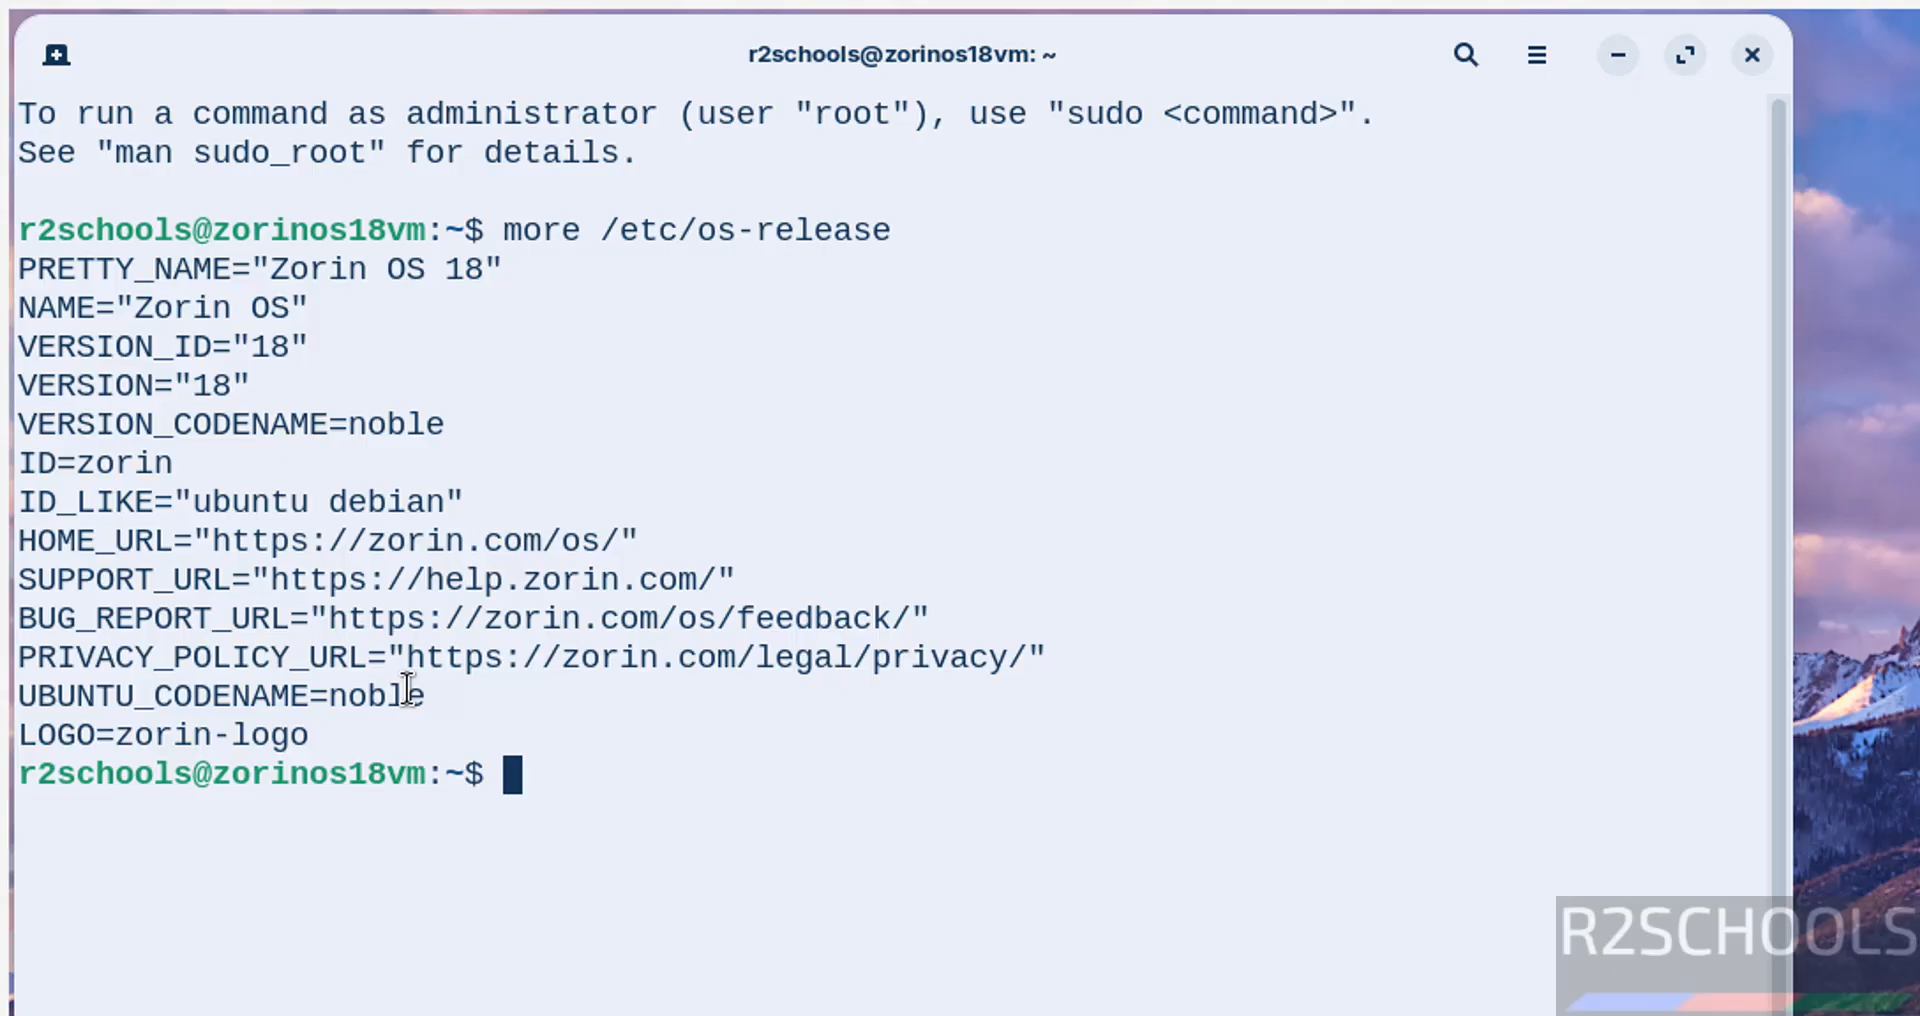 r2schools@zorinos18vm: ~
To run a command as administrator (user "root"), use "sudo <command>".
See "man sudo_root" for details.
r2schools@zorinos18vm:~$ more /etc/os-release
PRETTY_NAME="Zorin OS 18"
NAME="Zorin OS"
VERSION_ID="18"
VERSION="18"
VERSION_CODENAME=noble
ID=zorin
ID_LIKE="ubuntu debian"
HOME_URL="https://zorin.com/os/"
SUPPORT_URL="https://help.zorin.com/"
BUG_REPORT_URL="https://zorin.com/os/feedback/"
PRIVACY_POLICY_URL="https://zorin.com/legal/privacy/"
UBUNTU_CODENAME=noble
LOGO=zorin-logo
r2schools@zorinos18vm:~$
R2SCHOOLS